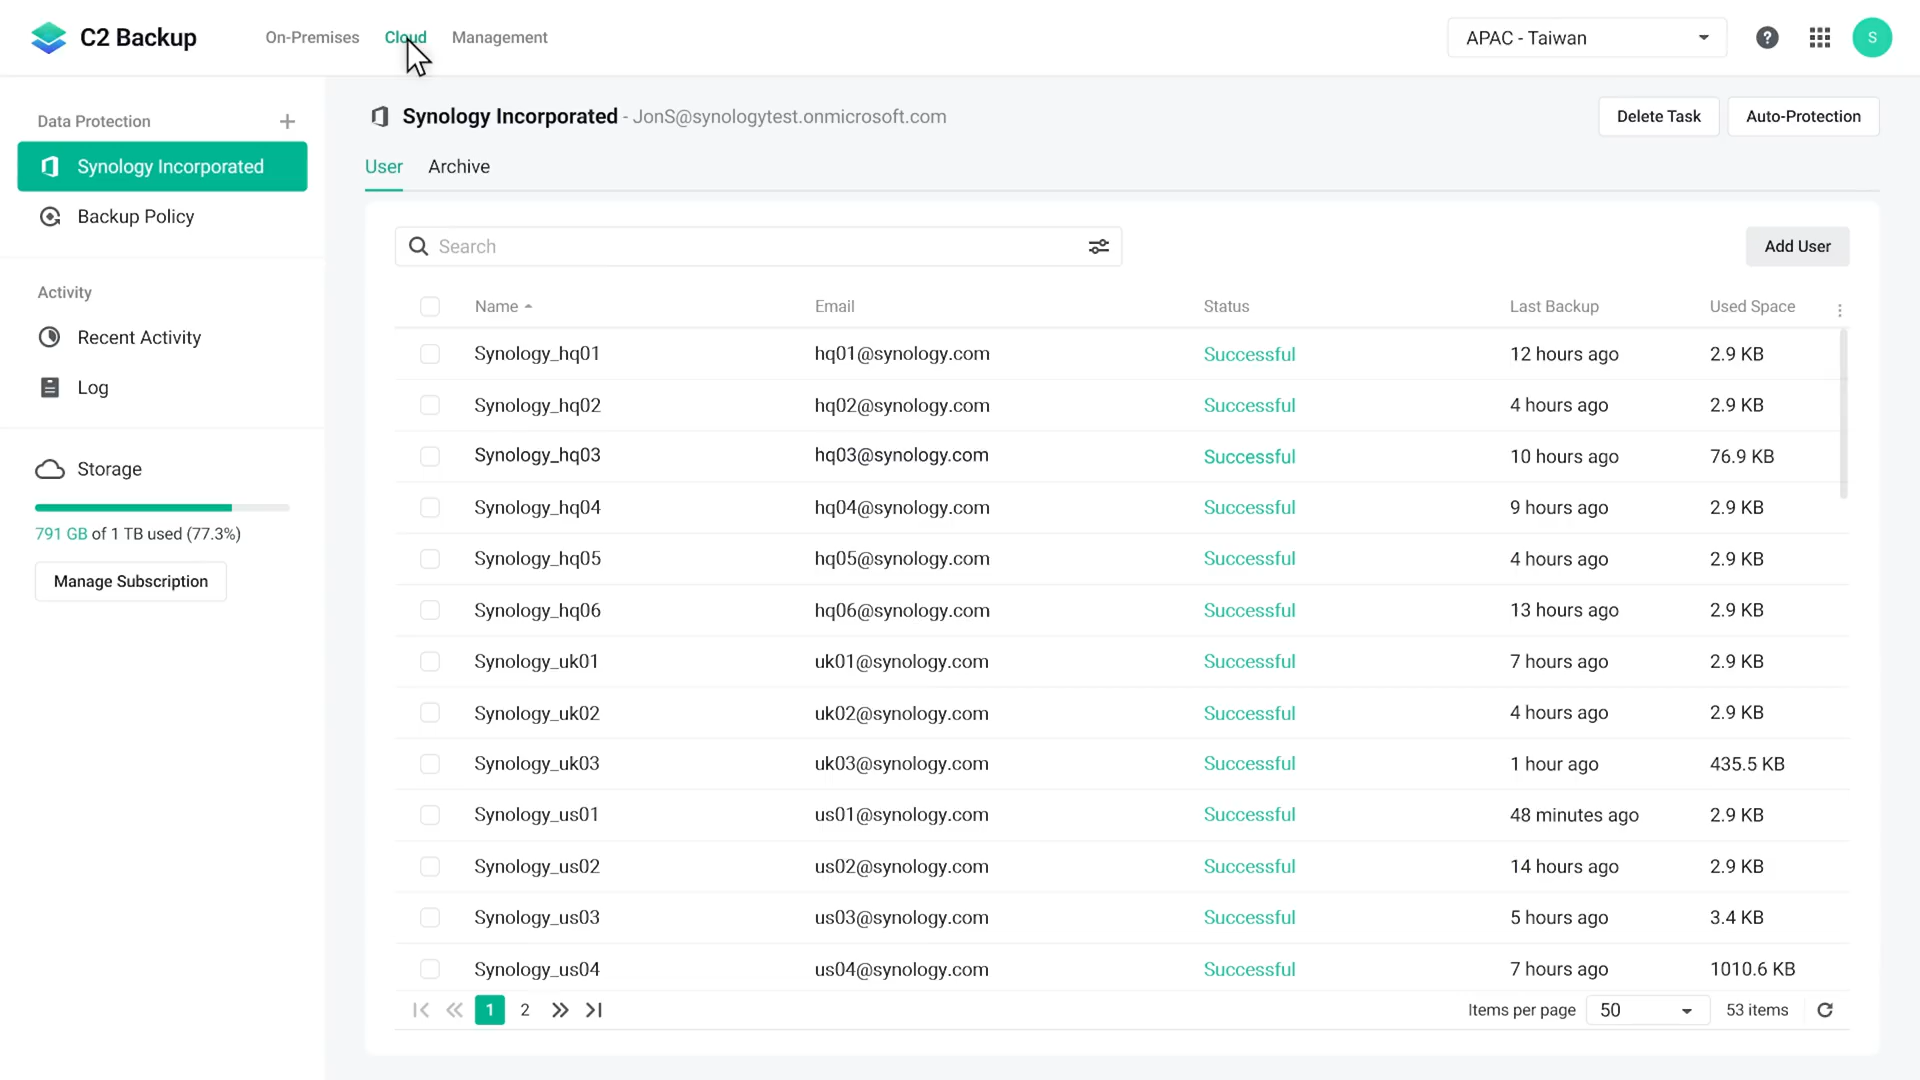 C2 Backup
On-Premises Cloud Management
APAC - Taiwan
S
Data Protection
Synology Incorporated
Backup Policy
Activity
Recent Activity
Log
Storage
791 GB of 1 TB used (77.3%)
Manage Subscription
Synology Incorporated - JonS@synologytest.onmicrosoft.com
Delete Task
Auto-Protection
User Archive
Search
Add User
Name Email Status Last Backup Used Space
Synology_hq01 hq01@synology.com Successful 12 hours ago 2.9 KB
Synology_hq02 hq02@synology.com Successful 4 hours ago 2.9 KB
Synology_hq03 hq03@synology.com Successful 10 hours ago 76.9 KB
Synology_hq04 hq04@synology.com Successful 9 hours ago 2.9 KB
Synology_hq05 hq05@synology.com Successful 4 hours ago 2.9 KB
Synology_hq06 hq06@synology.com Successful 13 hours ago 2.9 KB
Synology_uk01 uk01@synology.com Successful 7 hours ago 2.9 KB
Synology_uk02 uk02@synology.com Successful 4 hours ago 2.9 KB
Synology_uk03 uk03@synology.com Successful 1 hour ago 435.5 KB
Synology_us01 us01@synology.com Successful 48 minutes ago 2.9 KB
Synology_us02 us02@synology.com Successful 14 hours ago 2.9 KB
Synology_us03 us03@synology.com Successful 5 hours ago 3.4 KB
Synology_us04 us04@synology.com Successful 7 hours ago 1010.6 KB
1 2
Items per page 50 53 items